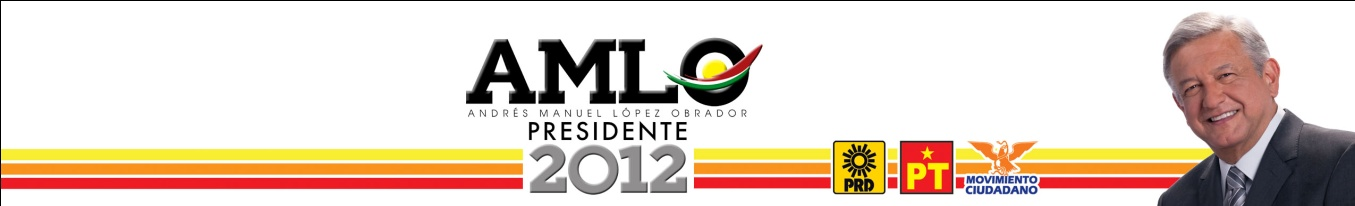 AMLO
ANDRÉS MANUEL LÓPEZ OBRADOR
PRESIDENTE
2012
PRD
PT
MOVIMIENTO
CIUDADANO